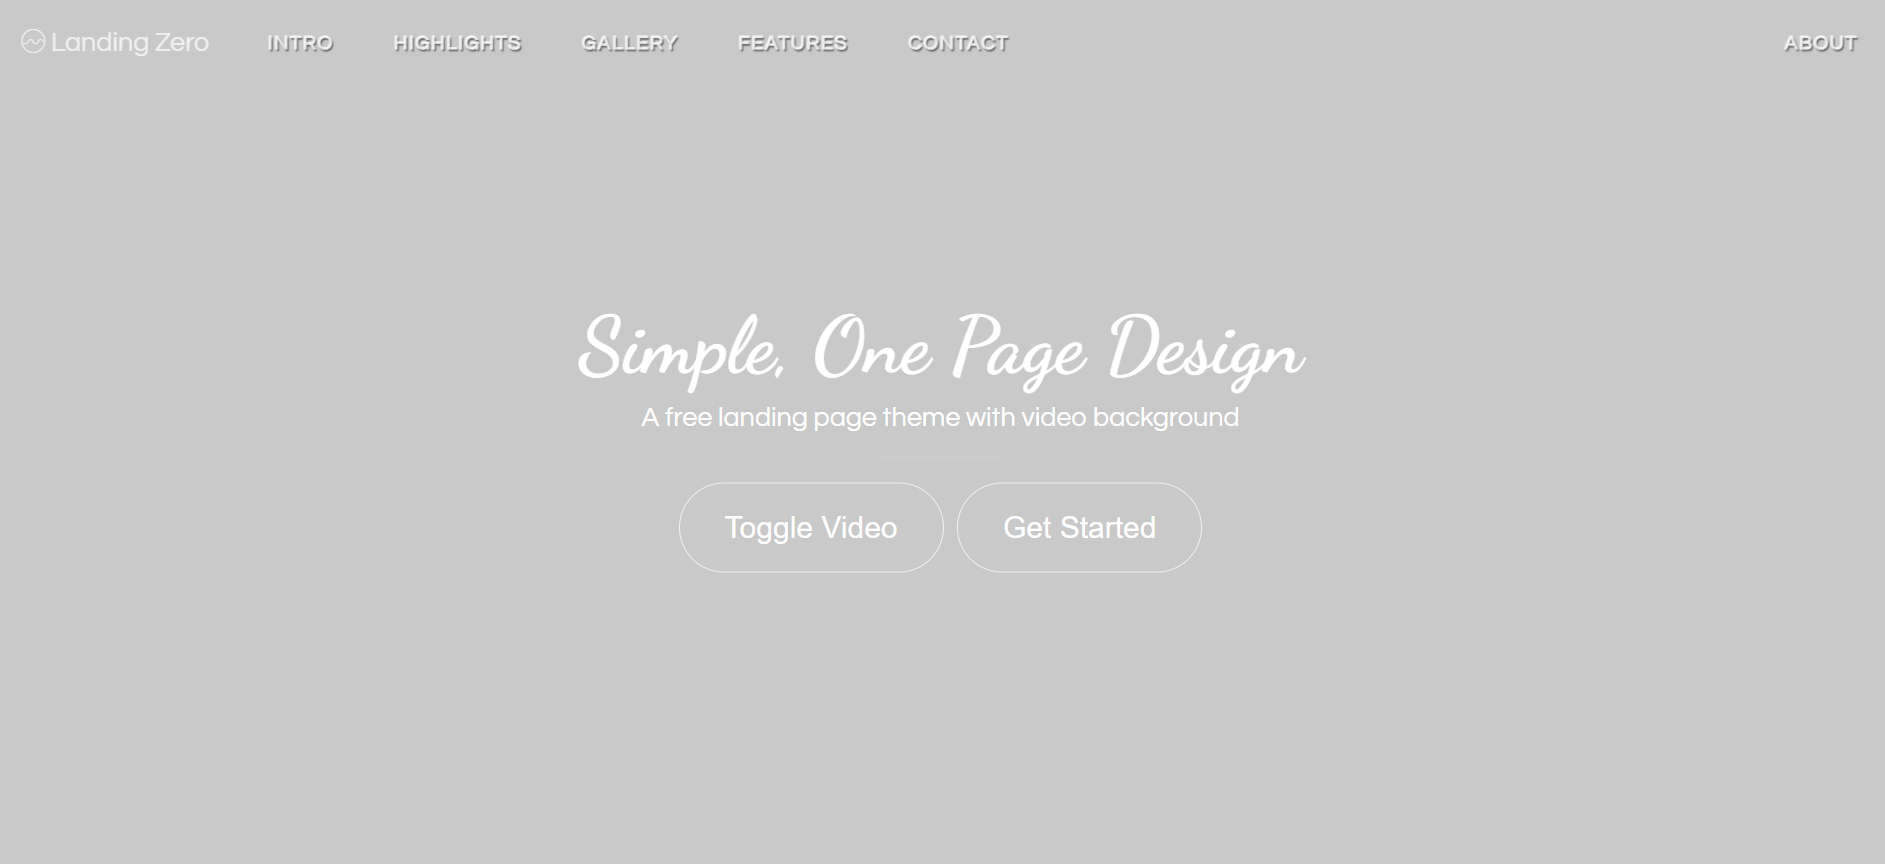 Landing Zero INTRO HIGHLIGHTS GALLERY FEATURES CONTACT ABOUT
Simple, One Page Design
A free landing page theme with video background
Toggle Video Get Started